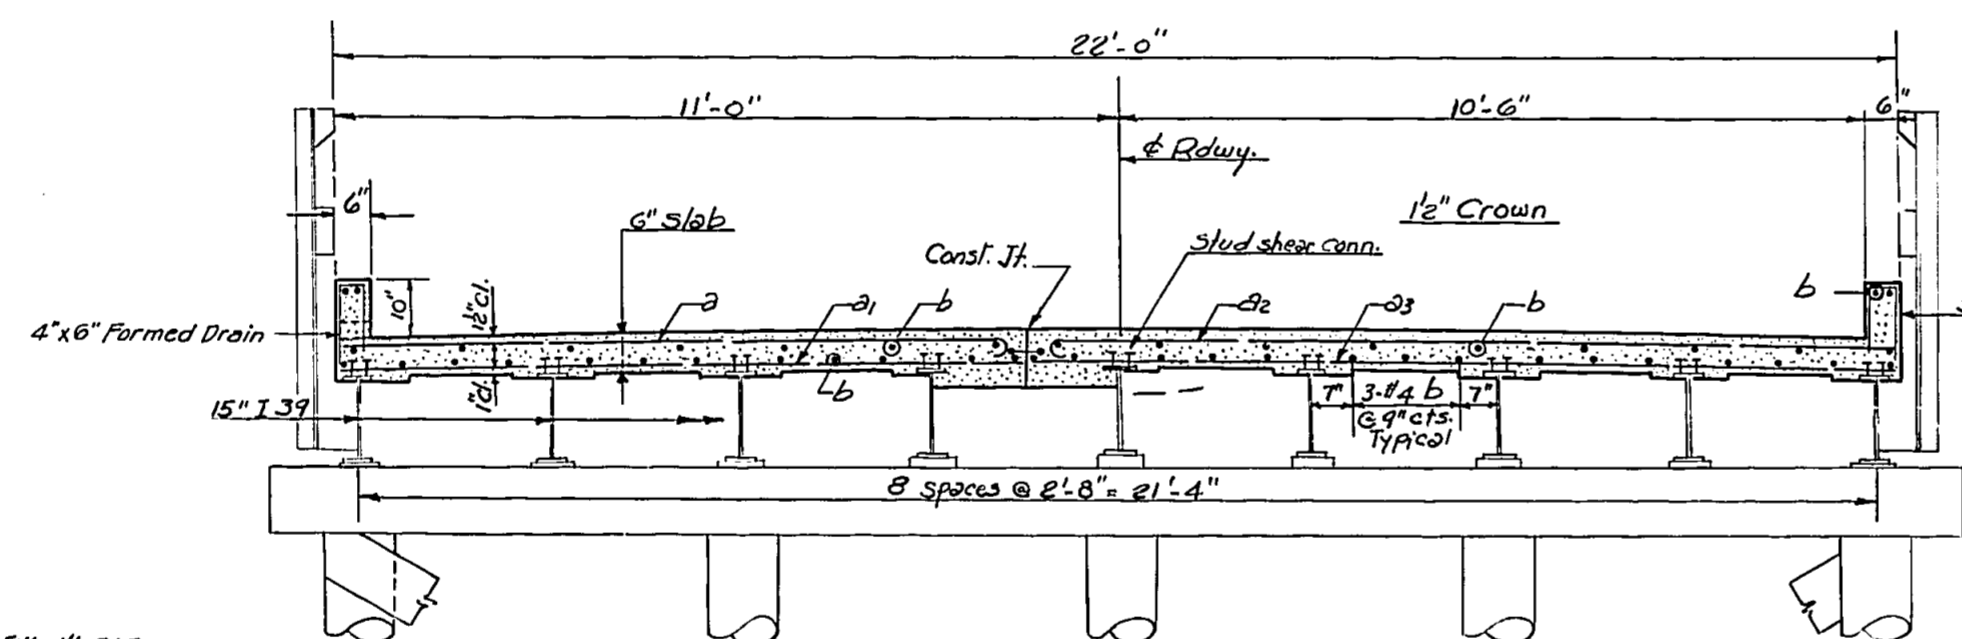 22'-0"
11'-0"
10'-6"
6"
₵ Rdwy.
6"
6" Slab
1½" Crown
Const. Jt.
Stud shear conn.
10"
1½"Cl.
a
a1
b
a2
a3
b
b
4"x6" Formed Drain
1"Cl.
b
15" I 39
7"
3-#4 b
7"
@ 9" cts.
Typical
8 spaces @ 2'-8" = 21'-4"